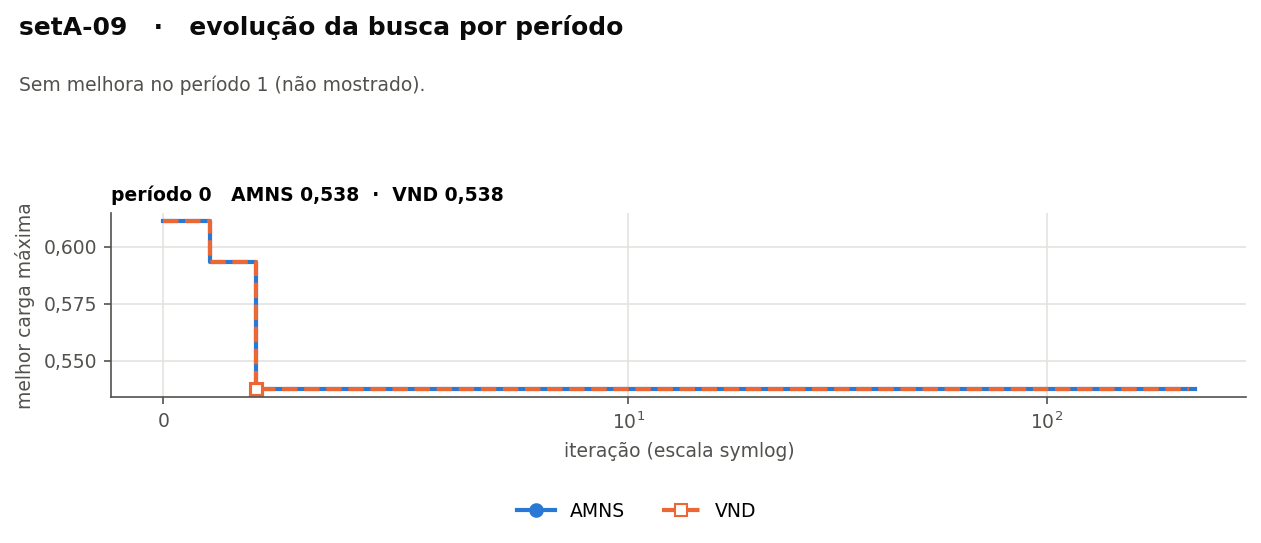 setA-09 · evolução da busca por período
Sem melhora no período 1 (não mostrado).
período 0 AMNS 0,538 · VND 0,538
melhor carga máxima
0,600
0,575
0,550
0
10¹
10²
iteração (escala symlog)
AMNS
VND